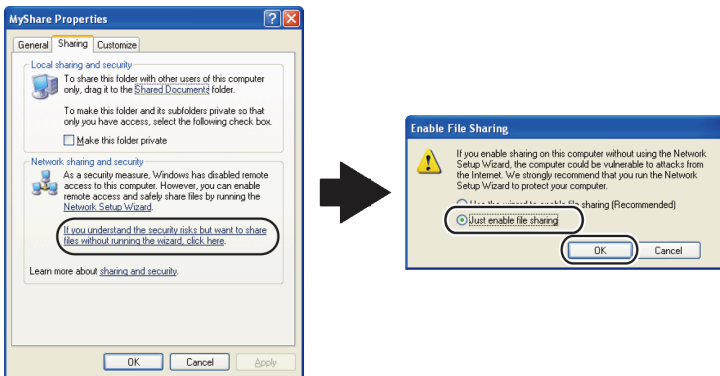 MyShare Properties
General Sharing Customize
Local sharing and security
To share this folder with other users of this computer
only, drag it to the Shared Documents folder.
To make this folder and its subfolders private so that
only you have access, select the following check box.
Make this folder private
Network sharing and security
As a security measure, Windows has disabled remote
access to this computer. However, you can enable
remote access and safely share files by running the
Network Setup Wizard.
If you understand the security risks but want to share
files without running the wizard, click here.
Learn more about sharing and security.
OK Cancel Apply
Enable File Sharing
If you enable sharing on this computer without using the Network
Setup Wizard, the computer could be vulnerable to attacks from
the Internet. We strongly recommend that you run the Network
Setup Wizard to protect your computer.
Use the wizard to enable file sharing (Recommended)
Just enable file sharing
OK Cancel